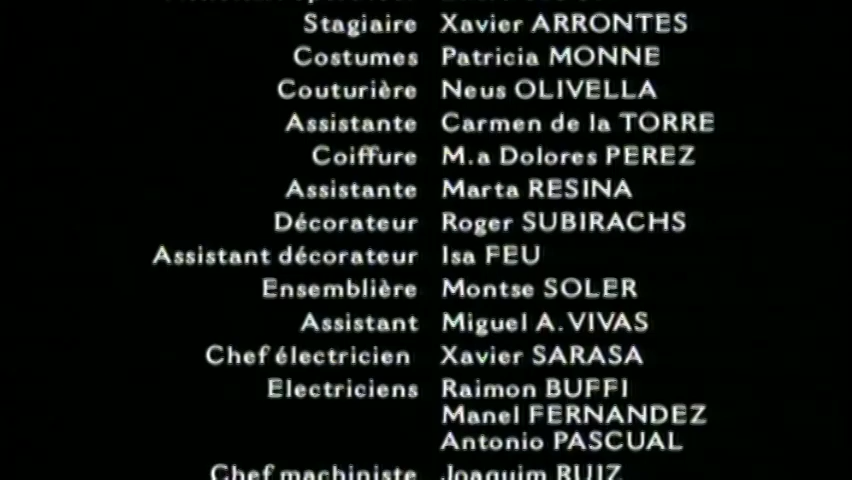 Stagiaire Xavier ARRONTES
Costumes Patricia MONNE
Couturière Neus OLIVELLA
Assistante Carmen de la TORRE
Coiffure M.a Dolores PEREZ
Assistante Marta RESINA
Décorateur Roger SUBIRACHS
Assistant décorateur Isa FEU
Ensemblière Montse SOLER
Assistant Miguel A. VIVAS
Chef électricien Xavier SARASA
Electriciens Raimon BUFFI
Manel FERNANDEZ
Antonio PASCUAL
Chef machiniste Joaquim RUIZ